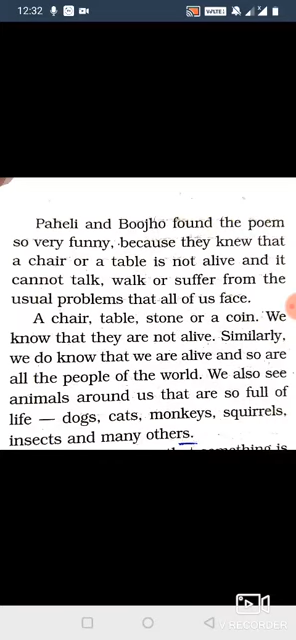 12:32
VoLTE
Paheli and Boojho found the poem
so very funny, because they knew that
a chair or a table is not alive and it
cannot talk, walk or suffer from the
usual problems that all of us face.
A chair, table, stone or a coin. We
know that they are not alive. Similarly,
we do know that we are alive and so are
all the people of the world. We also see
animals around us that are so full of
life — dogs, cats, monkeys, squirrels,
insects and many others.
something is
V RECORDER